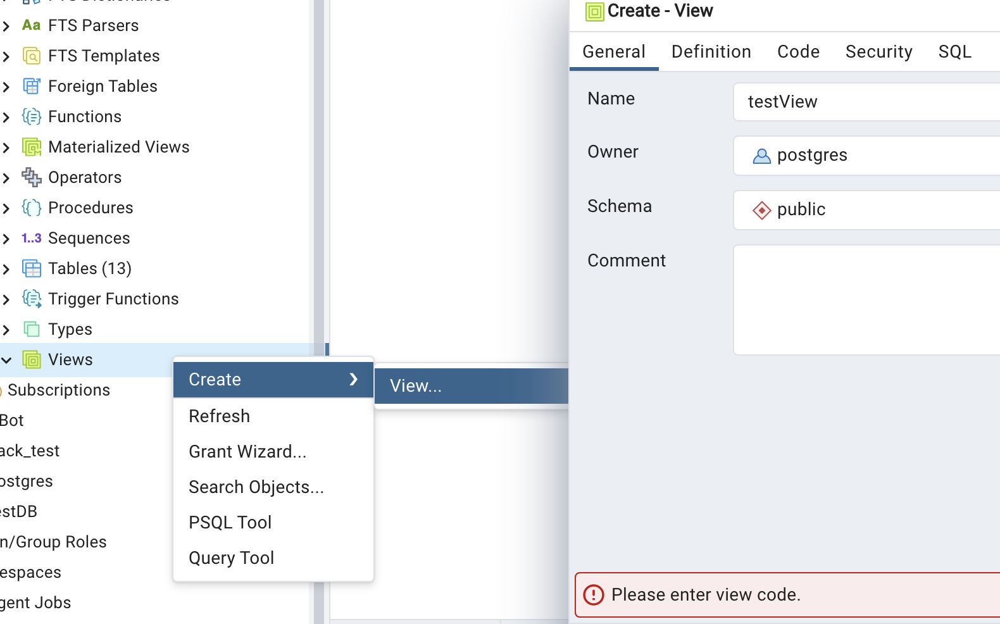 Aa FTS Parsers
FTS Templates
Foreign Tables
Functions
Materialized Views
Operators
Procedures
1..3 Sequences
Tables (13)
Trigger Functions
Types
Views
Subscriptions
Bot
ack_test
ostgres
estDB
n/Group Roles
espaces
gent Jobs
Create
Refresh
Grant Wizard...
Search Objects...
PSQL Tool
Query Tool
View...
Create - View
General Definition Code Security SQL
Name testView
Owner postgres
Schema public
Comment
Please enter view code.